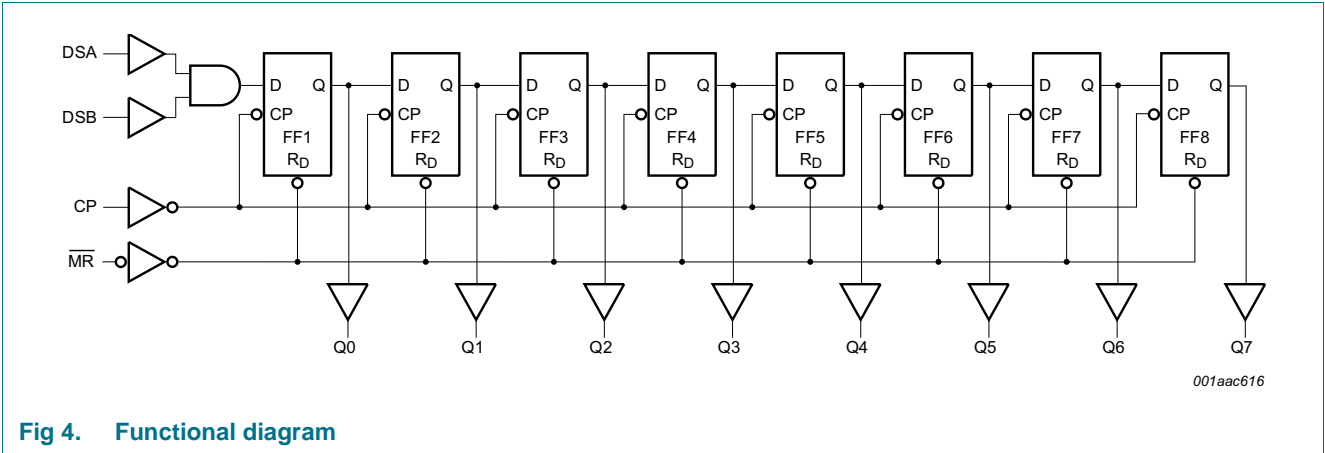 DSA
D Q D Q D Q D Q D Q D Q D Q D Q
CP CP CP CP CP CP CP CP
DSB
FF1 FF2 FF3 FF4 FF5 FF6 FF7 FF8
RD RD RD RD RD RD RD RD
CP
M̅R̅
Q0 Q1 Q2 Q3 Q4 Q5 Q6 Q7
001aac616
Fig 4. Functional diagram